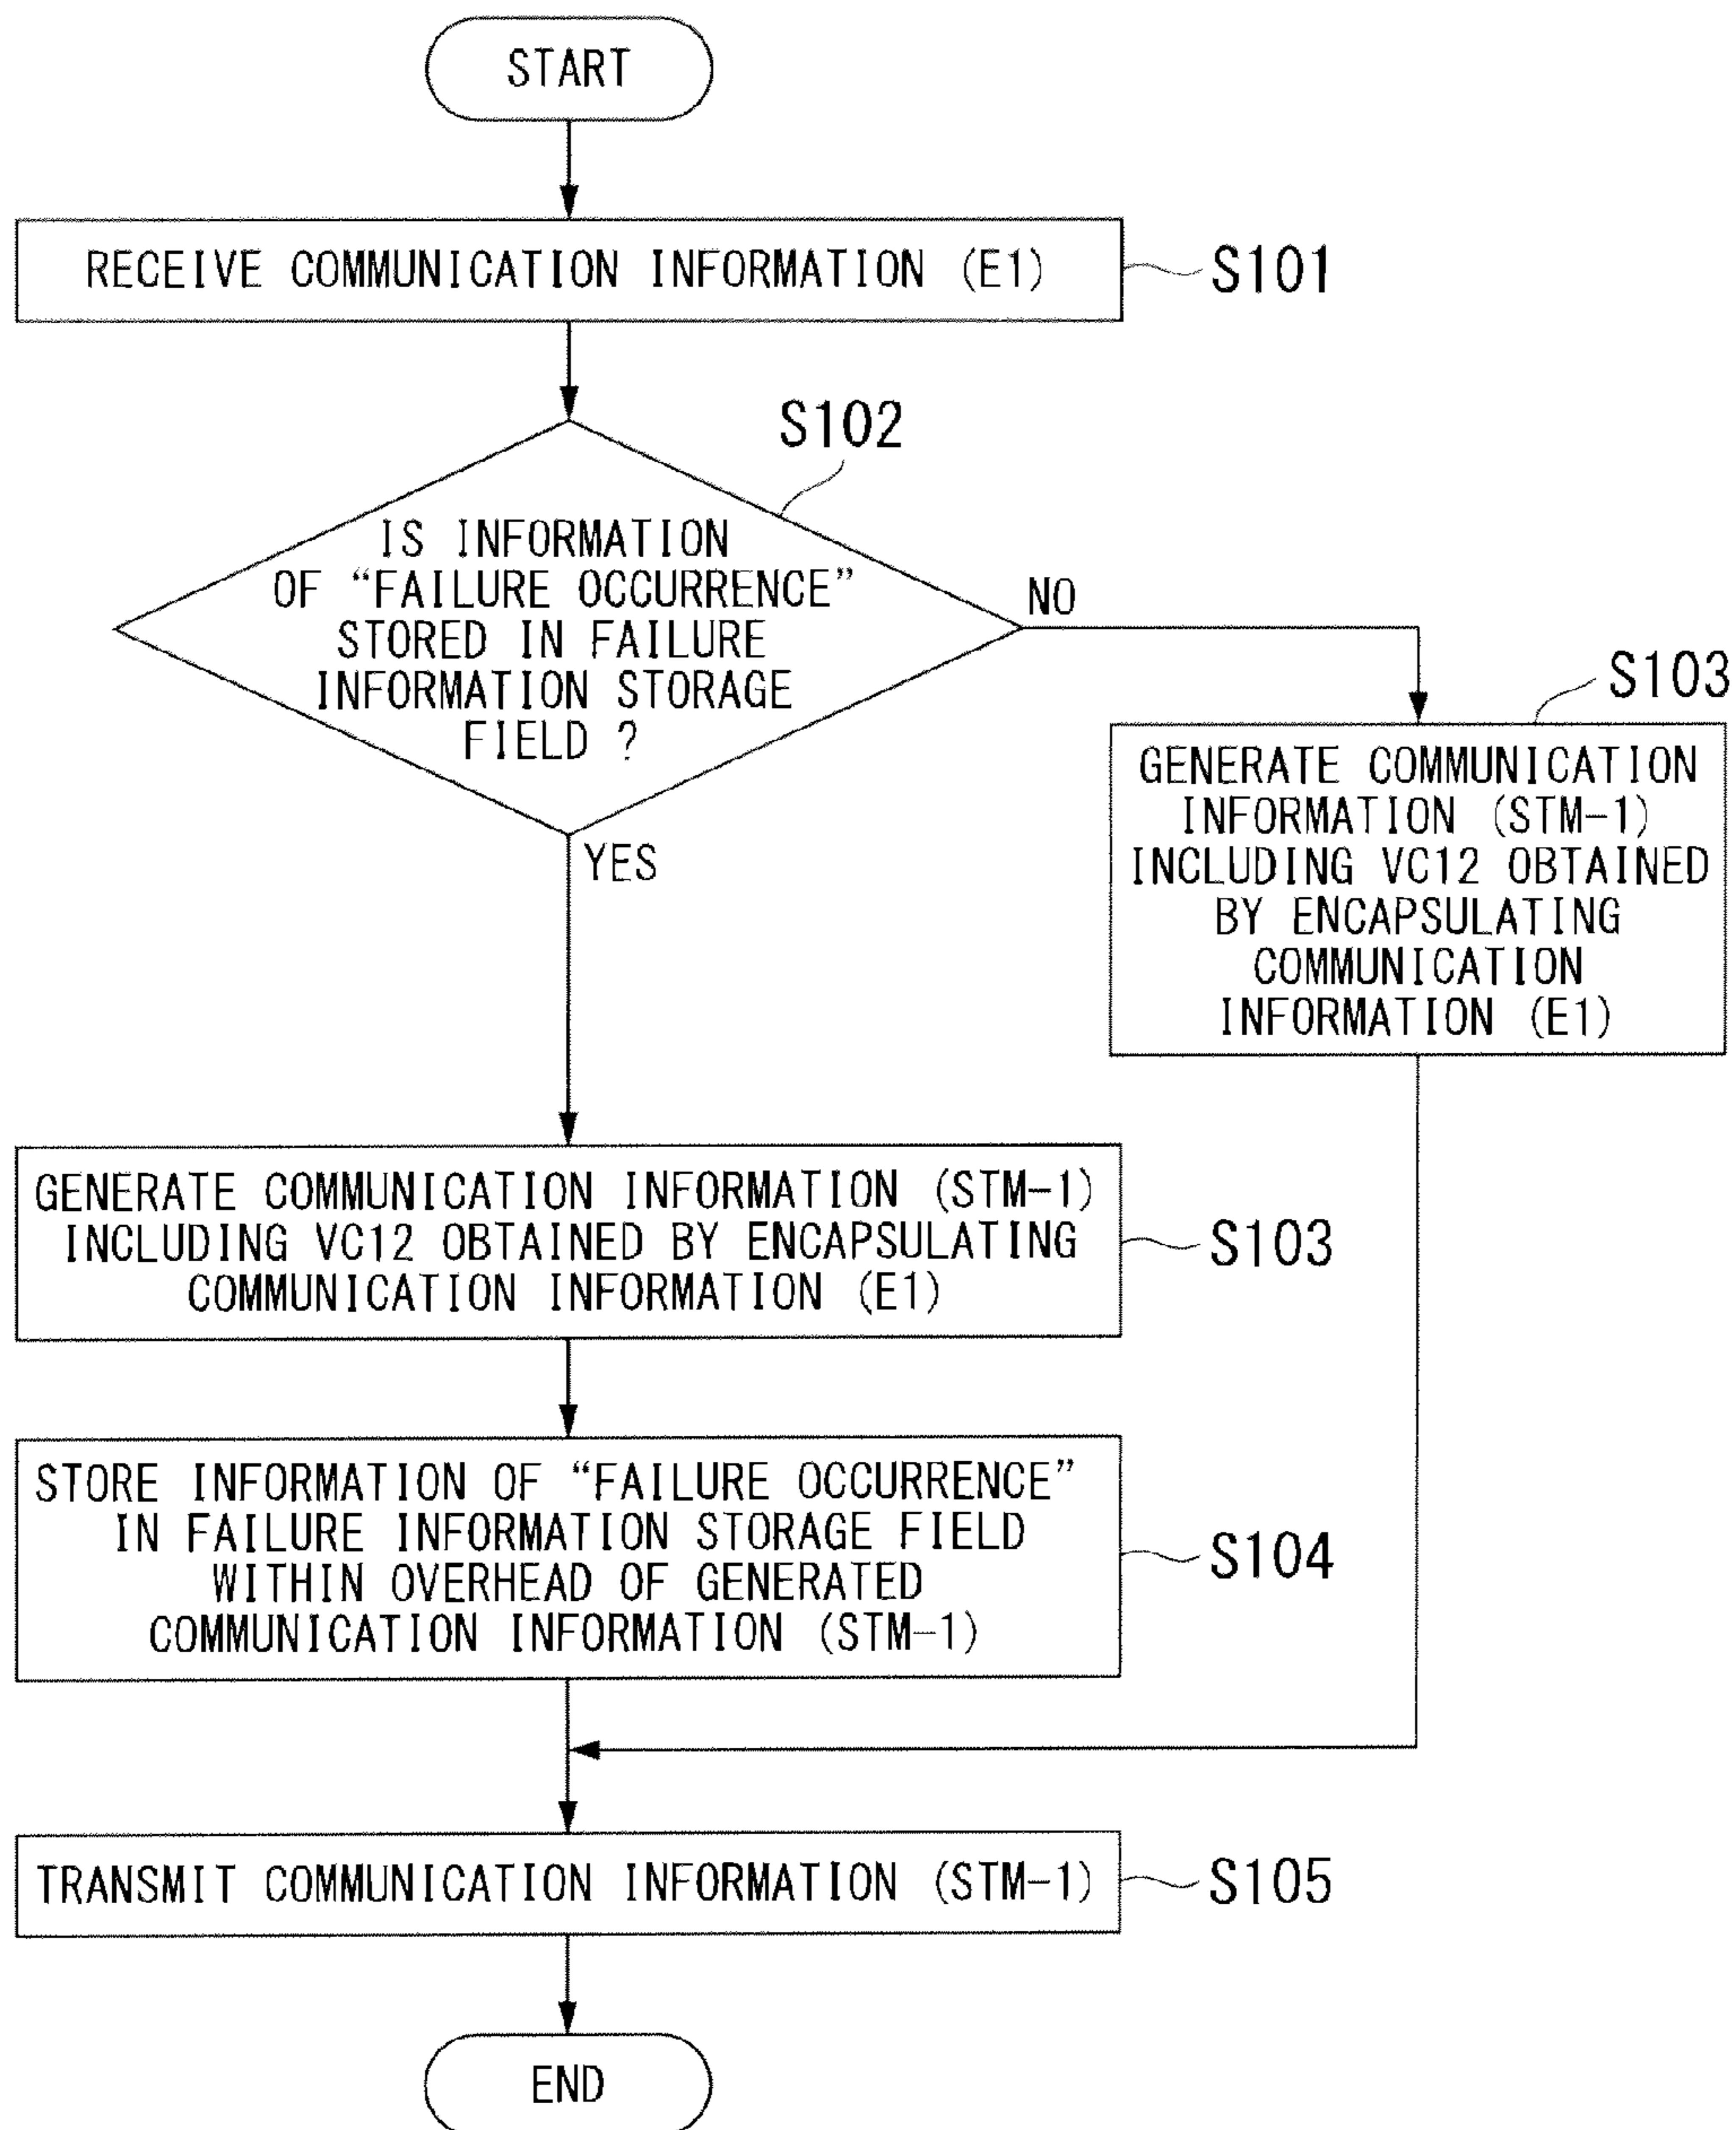 START
RECEIVE COMMUNICATION INFORMATION (E1)
S101
S102
IS INFORMATION
OF “FAILURE OCCURRENCE”
STORED IN FAILURE
INFORMATION STORAGE
FIELD ?
NO
YES
S103
GENERATE COMMUNICATION
INFORMATION (STM-1)
INCLUDING VC12 OBTAINED
BY ENCAPSULATING
COMMUNICATION
INFORMATION (E1)
GENERATE COMMUNICATION INFORMATION (STM-1)
INCLUDING VC12 OBTAINED BY ENCAPSULATING
COMMUNICATION INFORMATION (E1)
S103
STORE INFORMATION OF “FAILURE OCCURRENCE”
IN FAILURE INFORMATION STORAGE FIELD
WITHIN OVERHEAD OF GENERATED
COMMUNICATION INFORMATION (STM-1)
S104
TRANSMIT COMMUNICATION INFORMATION (STM-1)
S105
END